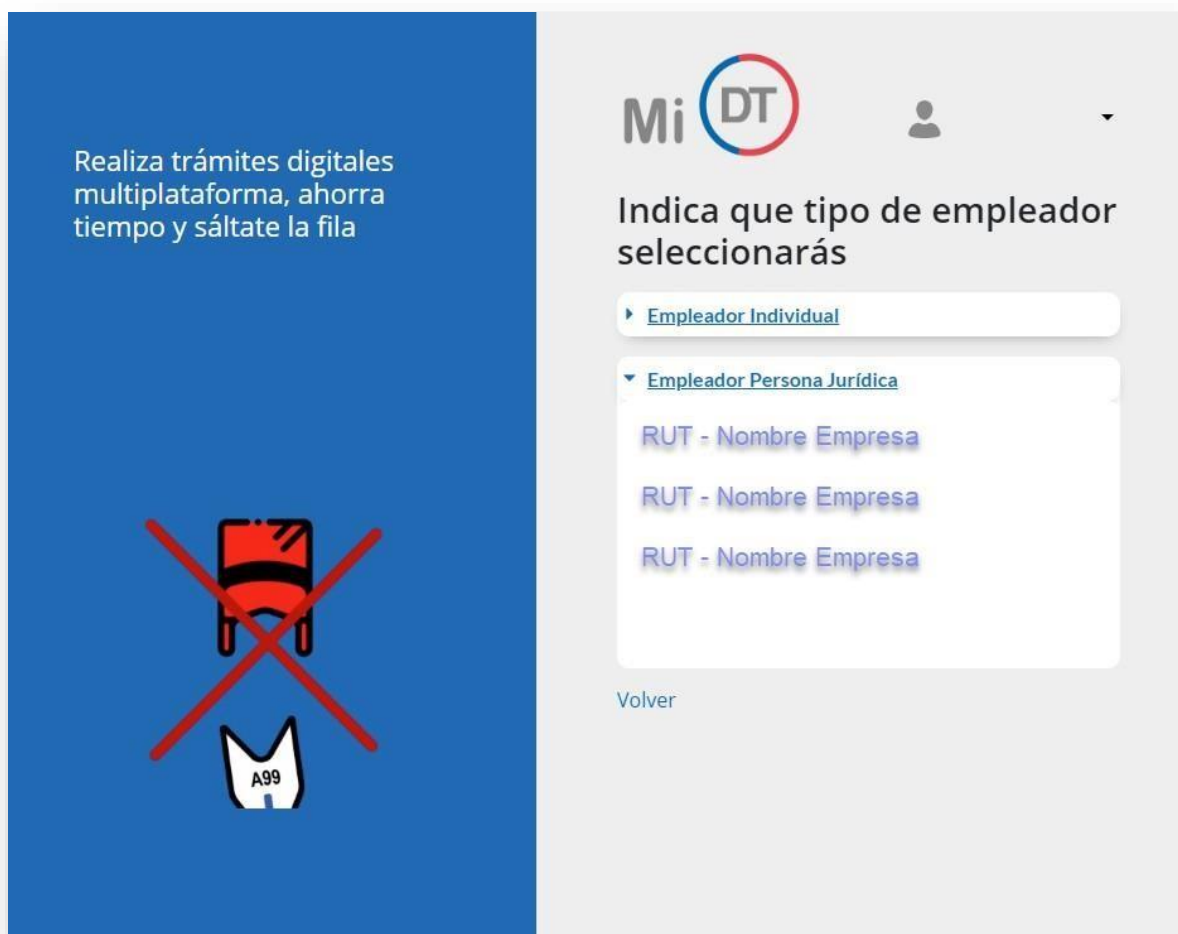 Realiza trámites digitales
multiplataforma, ahorra
tiempo y sáltate la fila
A99
Mi DT
Indica que tipo de empleador
seleccionarás
Empleador Individual
Empleador Persona Jurídica
RUT - Nombre Empresa
RUT - Nombre Empresa
RUT - Nombre Empresa
Volver